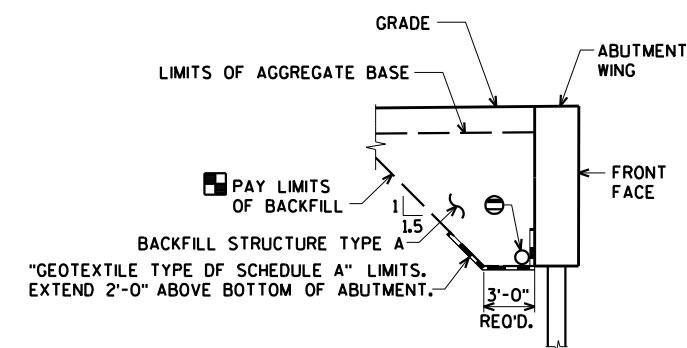 GRADE
ABUTMENT
WING
LIMITS OF AGGREGATE BASE
FRONT
FACE
PAY LIMITS
OF BACKFILL
1
1.5
BACKFILL STRUCTURE TYPE A
"GEOTEXTILE TYPE DF SCHEDULE A" LIMITS.
EXTEND 2'-0" ABOVE BOTTOM OF ABUTMENT.
3'-0"
REQ'D.